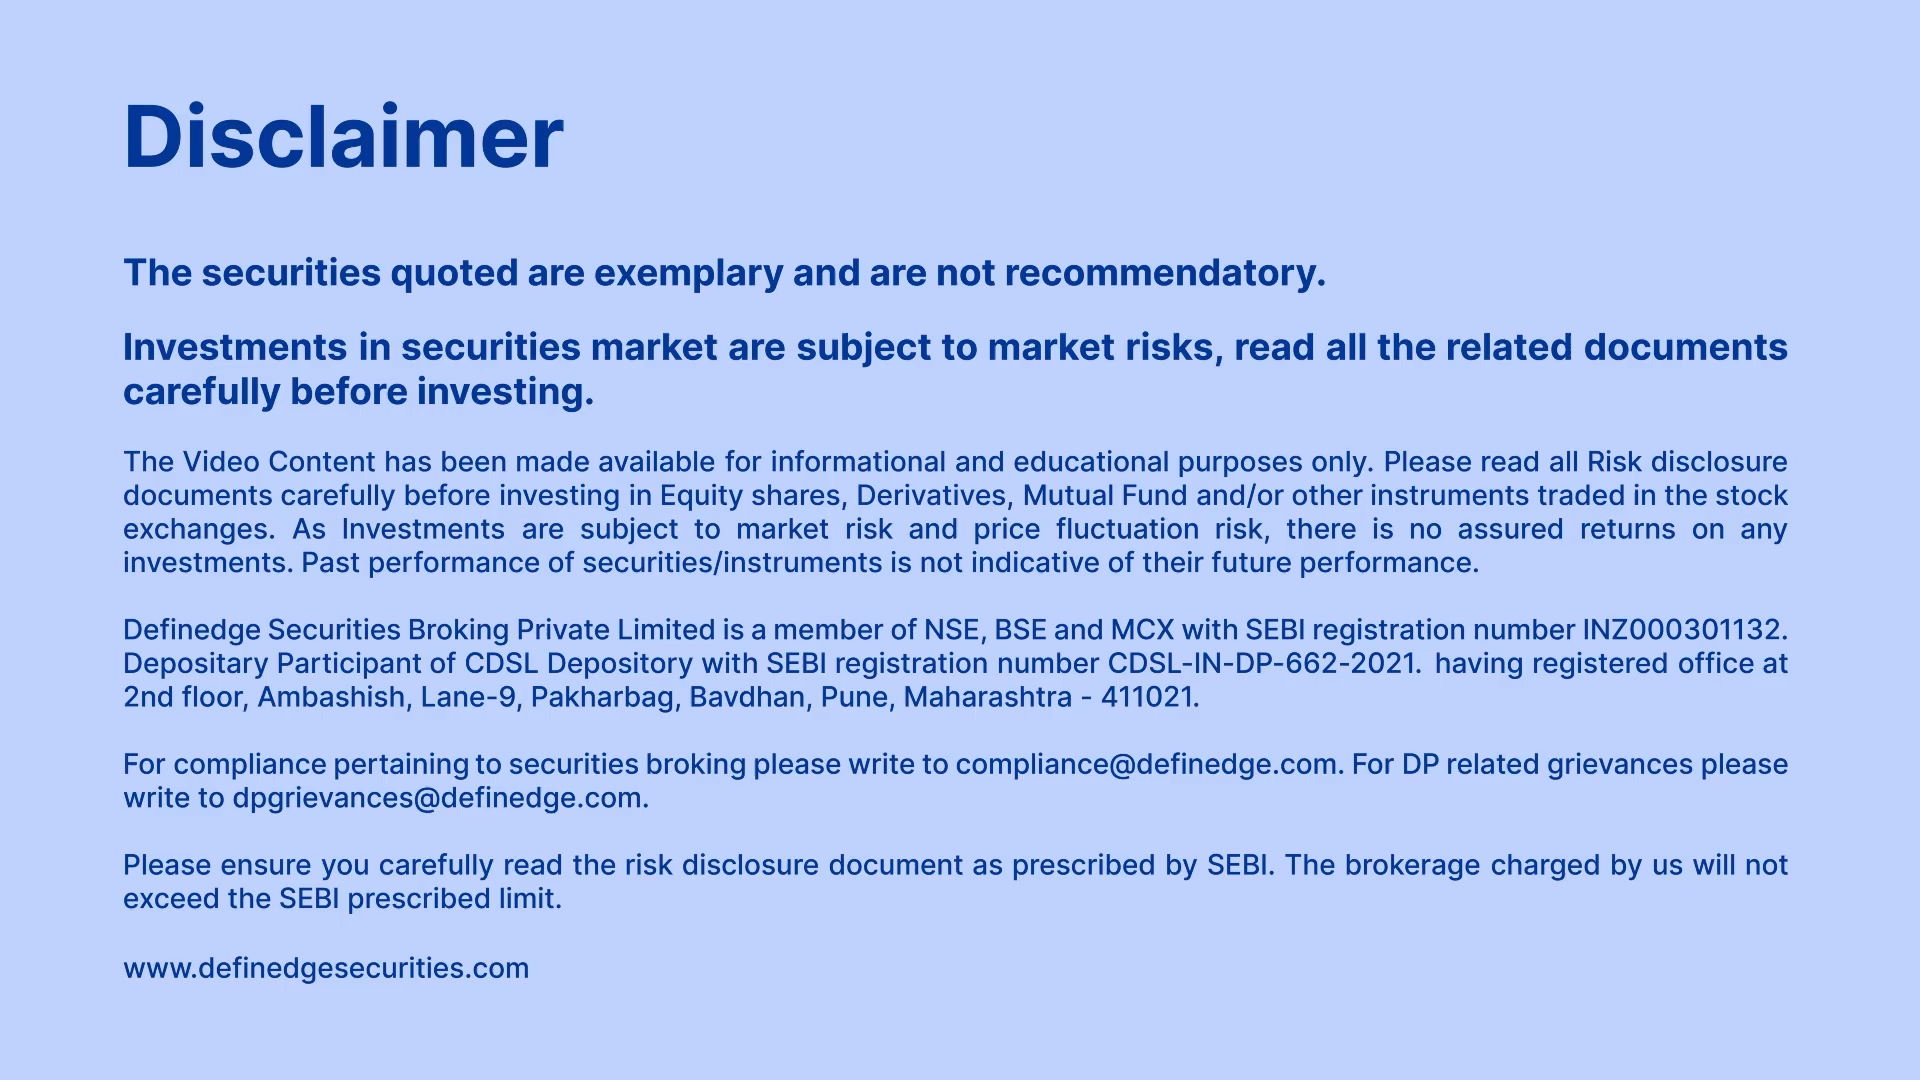 Disclaimer
The securities quoted are exemplary and are not recommendatory.
Investments in securities market are subject to market risks, read all the related documents
carefully before investing.
The Video Content has been made available for informational and educational purposes only. Please read all Risk disclosure
documents carefully before investing in Equity shares, Derivatives, Mutual Fund and/or other instruments traded in the stock
exchanges. As Investments are subject to market risk and price fluctuation risk, there is no assured returns on any
investments. Past performance of securities/instruments is not indicative of their future performance.
Definedge Securities Broking Private Limited is a member of NSE, BSE and MCX with SEBI registration number INZ000301132.
Depositary Participant of CDSL Depository with SEBI registration number CDSL-IN-DP-662-2021. having registered office at
2nd floor, Ambashish, Lane-9, Pakharbag, Bavdhan, Pune, Maharashtra - 411021.
For compliance pertaining to securities broking please write to compliance@definedge.com. For DP related grievances please
write to dpgrievances@definedge.com.
Please ensure you carefully read the risk disclosure document as prescribed by SEBI. The brokerage charged by us will not
exceed the SEBI prescribed limit.
www.definedgesecurities.com